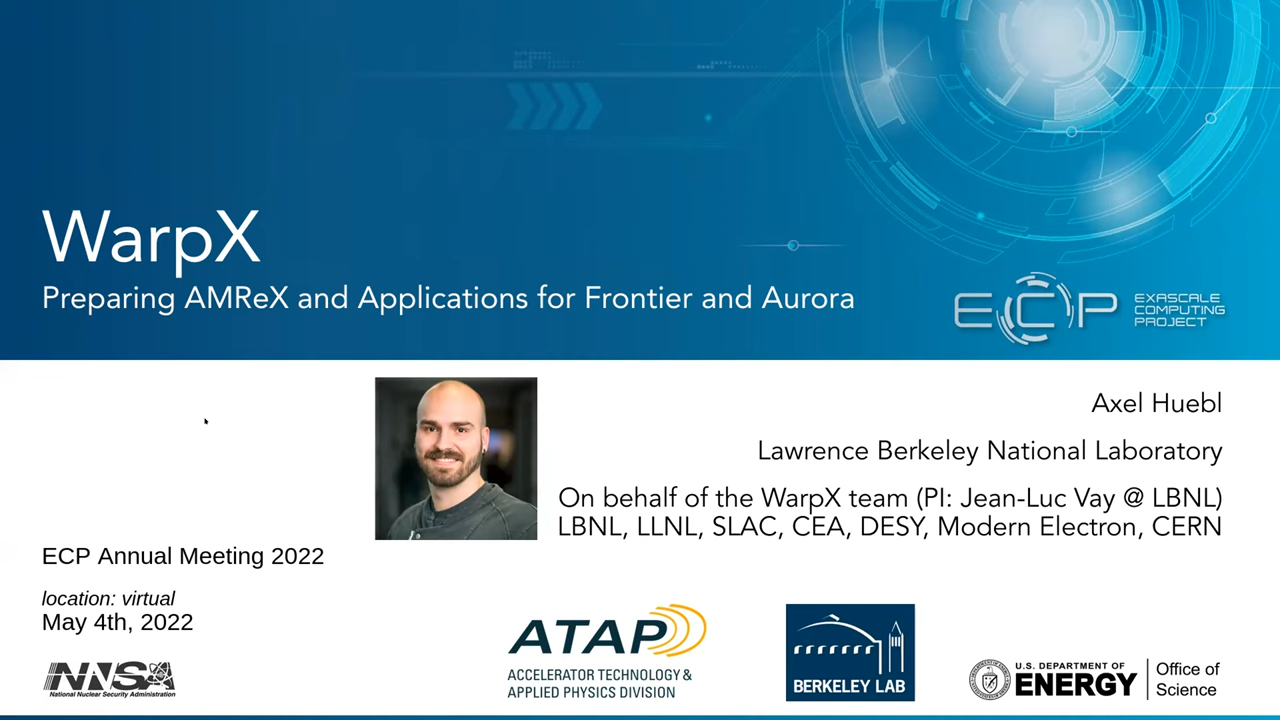 WarpX
Preparing AMReX and Applications for Frontier and Aurora
ECP
EXASCALE
COMPUTING
PROJECT
Axel Huebl
Lawrence Berkeley National Laboratory
On behalf of the WarpX team (PI: Jean-Luc Vay @ LBNL)
LBNL, LLNL, SLAC, CEA, DESY, Modern Electron, CERN
ECP Annual Meeting 2022
location: virtual
May 4th, 2022
NNSA
National Nuclear Security Administration
ATAP
ACCELERATOR TECHNOLOGY &
APPLIED PHYSICS DIVISION
BERKELEY LAB
U.S. DEPARTMENT OF
ENERGY
Office of
Science